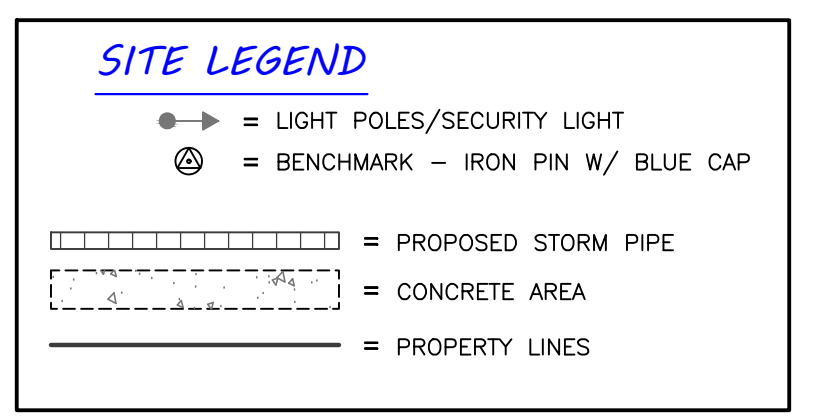 SITE LEGEND
= LIGHT POLES/SECURITY LIGHT
= BENCHMARK – IRON PIN W/ BLUE CAP
= PROPOSED STORM PIPE
= CONCRETE AREA
= PROPERTY LINES